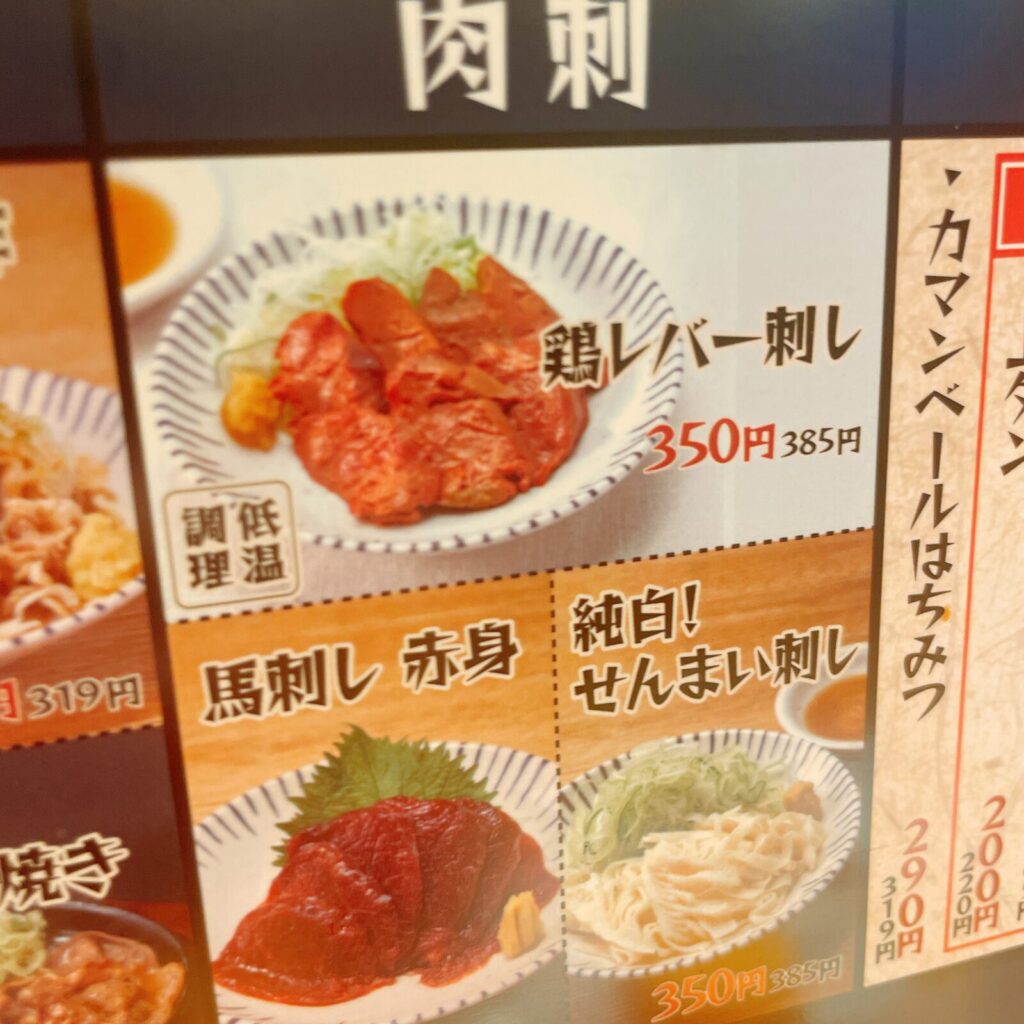 肉刺
鶏レバー刺し
350円 385円
低温
調理
馬刺し 赤身
純白!
せんまい刺し
350円 385円
円 319円
焼き
・カマンベールはちみつ
290円
319円
200円
220円